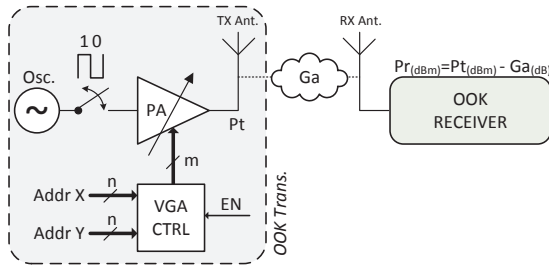 TX Ant.
RX Ant.
1 0
Osc.
~
PA
Ga
Pr(dBm)=Pt(dBm) - Ga(dB)
Pt
OOK
RECEIVER
m
n
Addr X
VGA
CTRL
EN
n
Addr Y
OOK Trans.